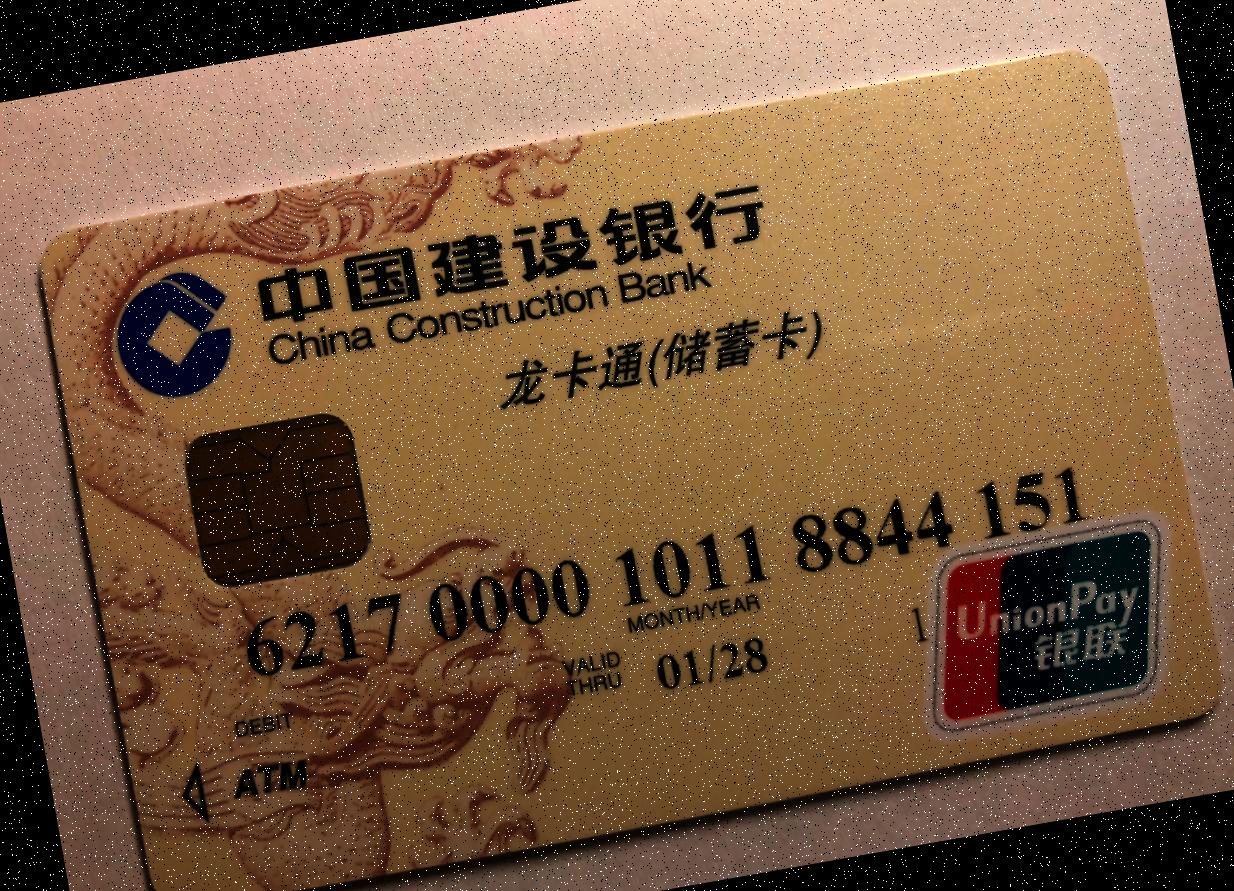 中国建设银行
China Construction Bank
龙卡通(储蓄卡)
6217 0000 1011 8844 151
MONTH/YEAR
VALID THRU 01/28
1
DEBIT
ATM
UnionPay
银联